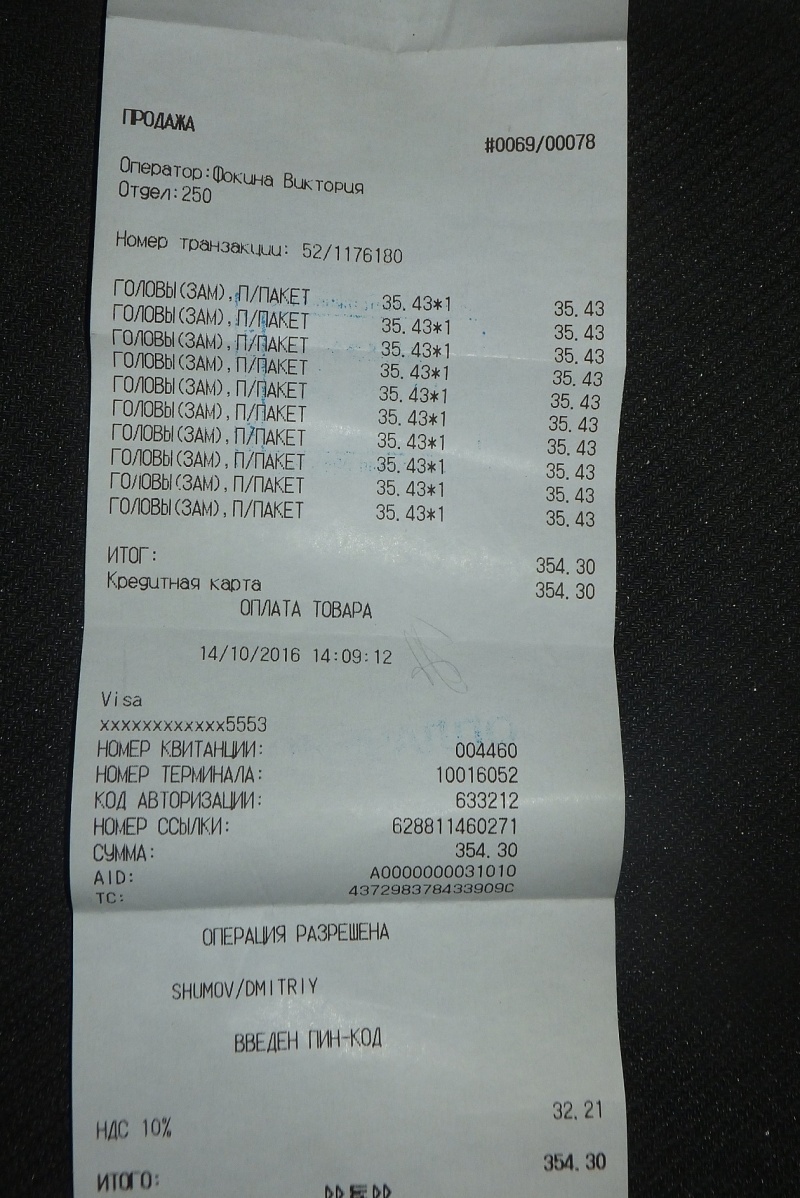 ПРОДАЖА
#0069/00078
Оператор:Фокина Виктория
Отдел:250
Номер транзакции: 52/1176180
ГОЛОВЫ(ЗАМ),П/ПАКЕТ 35.43*1 35.43
ГОЛОВЫ(ЗАМ),П/ПАКЕТ 35.43*1 35.43
ГОЛОВЫ(ЗАМ),П/ПАКЕТ 35.43*1 35.43
ГОЛОВЫ(ЗАМ),П/ПАКЕТ 35.43*1 35.43
ГОЛОВЫ(ЗАМ),П/ПАКЕТ 35.43*1 35.43
ГОЛОВЫ(ЗАМ),П/ПАКЕТ 35.43*1 35.43
ГОЛОВЫ(ЗАМ),П/ПАКЕТ 35.43*1 35.43
ГОЛОВЫ(ЗАМ),П/ПАКЕТ 35.43*1 35.43
ГОЛОВЫ(ЗАМ),П/ПАКЕТ 35.43*1 35.43
ГОЛОВЫ(ЗАМ),П/ПАКЕТ 35.43*1 35.43
ИТОГ: 354.30
Кредитная карта 354.30
ОПЛАТА ТОВАРА
14/10/2016 14:09:12
Visa
xxxxxxxxxxxx5553
НОМЕР КВИТАНЦИИ: 004460
НОМЕР ТЕРМИНАЛА: 10016052
КОД АВТОРИЗАЦИИ: 633212
НОМЕР ССЫЛКИ: 628811460271
СУММА: 354.30
AID: A0000000031010
TC: 437298378433909C
ОПЕРАЦИЯ РАЗРЕШЕНА
SHUMOV/DMITRIY
ВВЕДЕН ПИН-КОД
НДС 10% 32.21
ИТОГО: 354.30